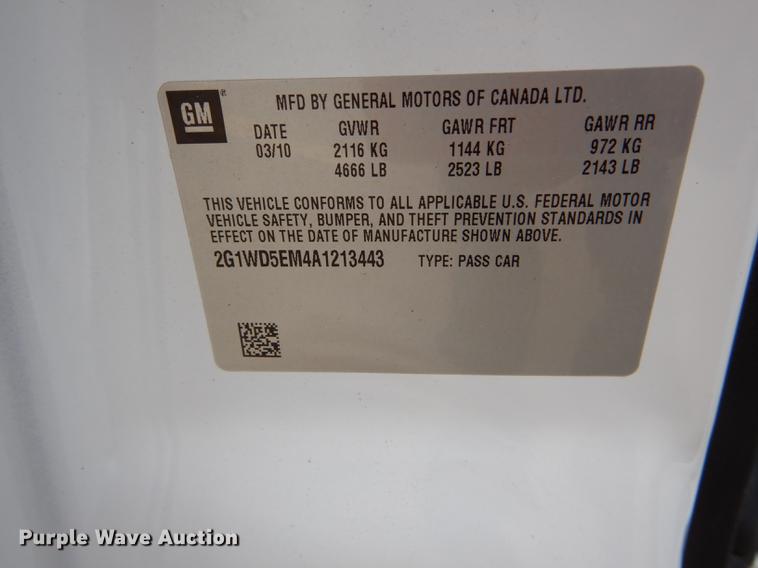 GM®
MFD BY GENERAL MOTORS OF CANADA LTD.
DATE GVWR GAWR FRT GAWR RR
03/10 2116 KG 1144 KG 972 KG
4666 LB 2523 LB 2143 LB
THIS VEHICLE CONFORMS TO ALL APPLICABLE U.S. FEDERAL MOTOR
VEHICLE SAFETY, BUMPER, AND THEFT PREVENTION STANDARDS IN
EFFECT ON THE DATE OF MANUFACTURE SHOWN ABOVE.
2G1WD5EM4A1213443 TYPE: PASS CAR
Purple Wave Auction